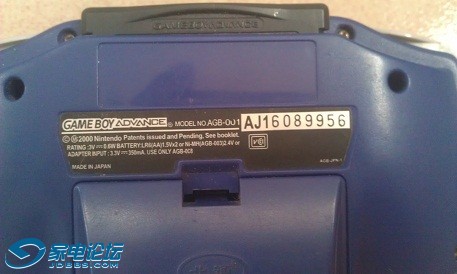 GAME BOY ADVANCE
GAME BOY ADVANCE® MODEL NO.AGB-001 AJ16089956
©Ⓜ2000 Nintendo Patents issued and Pending, See booklet.
RATING :3V⎓0.6W BATTERY:LR6(AA)1.5Vx2 or Ni-MH(AGB-003)2.4V or
ADAPTER INPUT : 3.3V⎓350mA, USE ONLY AGB-008
MADE IN JAPAN
家电论坛
JDBBS.COM